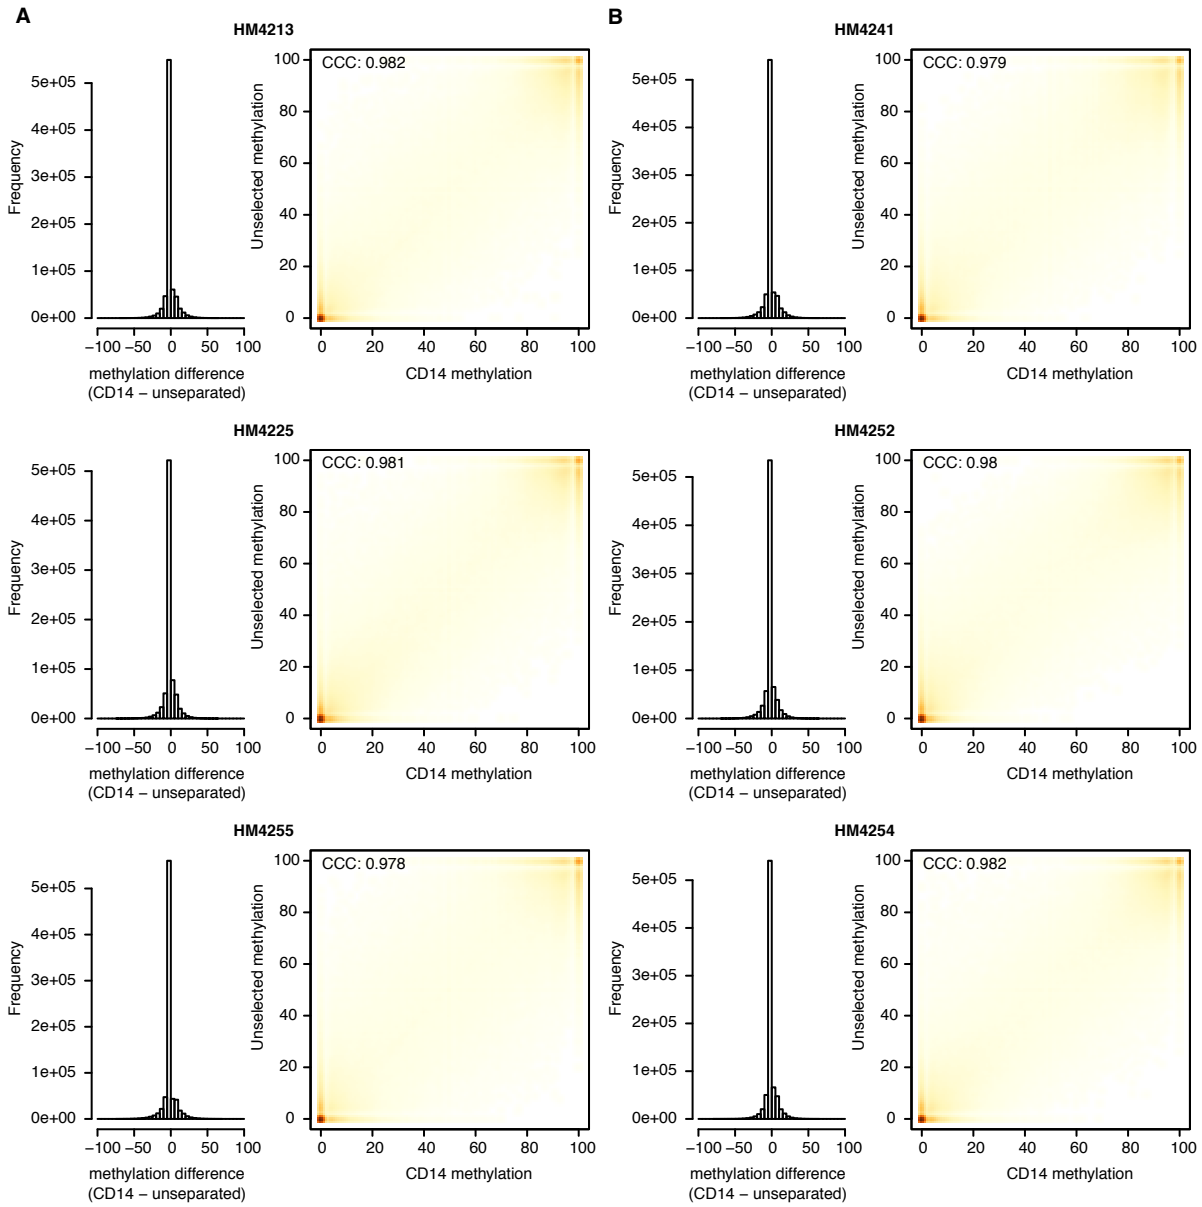 A
HM4213
Frequency
0e+00
1e+05
2e+05
3e+05
4e+05
5e+05
−100 −50 0 50 100
methylation difference
(CD14 − unseparated)
Unselected methylation
100
80
60
40
20
0
CCC: 0.982
0 20 40 60 80 100
CD14 methylation
B
HM4241
Frequency
0e+00
1e+05
2e+05
3e+05
4e+05
5e+05
−100 −50 0 50 100
methylation difference
(CD14 − unseparated)
Unselected methylation
100
80
60
40
20
0
CCC: 0.979
0 20 40 60 80 100
CD14 methylation
HM4225
Frequency
0e+00
1e+05
2e+05
3e+05
4e+05
5e+05
−100 −50 0 50 100
methylation difference
(CD14 − unseparated)
Unselected methylation
100
80
60
40
20
0
CCC: 0.981
0 20 40 60 80 100
CD14 methylation
HM4252
Frequency
0e+00
1e+05
2e+05
3e+05
4e+05
5e+05
−100 −50 0 50 100
methylation difference
(CD14 − unseparated)
Unselected methylation
100
80
60
40
20
0
CCC: 0.98
0 20 40 60 80 100
CD14 methylation
HM4255
Frequency
0e+00
1e+05
2e+05
3e+05
4e+05
5e+05
−100 −50 0 50 100
methylation difference
(CD14 − unseparated)
Unselected methylation
100
80
60
40
20
0
CCC: 0.978
0 20 40 60 80 100
CD14 methylation
HM4254
Frequency
0e+00
1e+05
2e+05
3e+05
4e+05
5e+05
−100 −50 0 50 100
methylation difference
(CD14 − unseparated)
Unselected methylation
100
80
60
40
20
0
CCC: 0.982
0 20 40 60 80 100
CD14 methylation